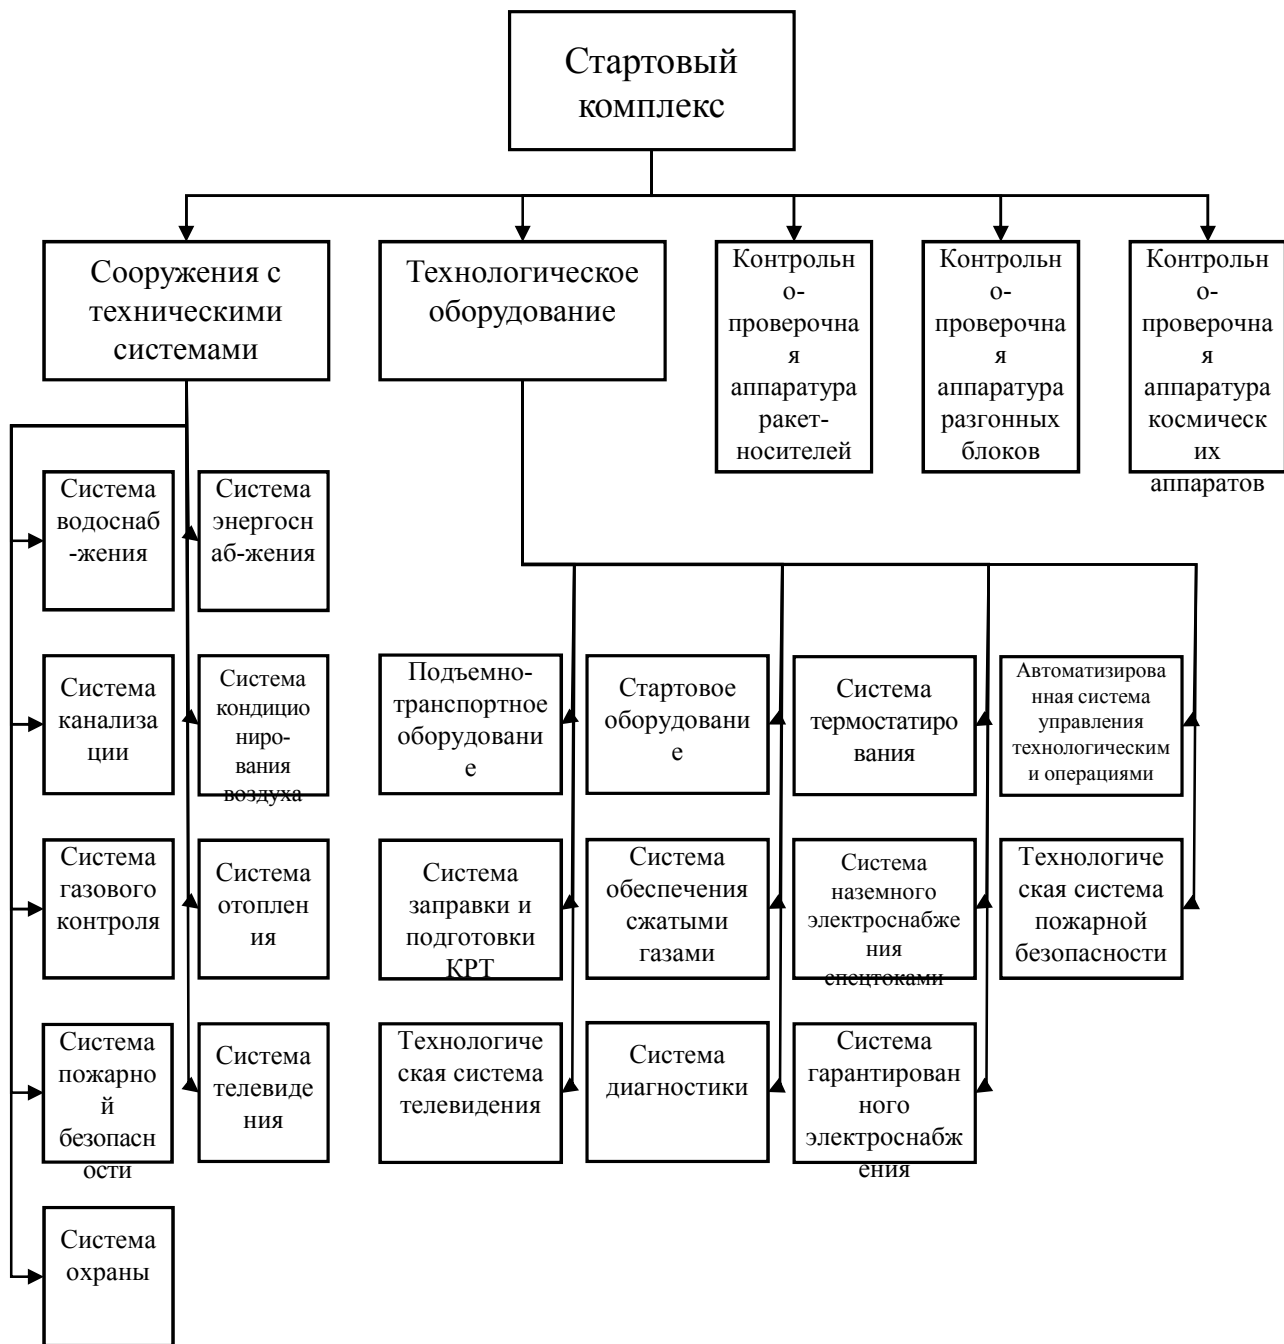 Стартовый
комплекс
Сооружения с
техническими
системами
Технологическое
оборудование
Контрольн
о-
проверочна
я
аппаратура
ракет-
носителей
Контрольн
о-
проверочна
я
аппаратура
разгонных
блоков
Контрольн
о-
проверочна
я
аппаратура
космическ
их
аппаратов
Система
водоснаб
-жения
Система
энергосн
аб-жения
Система
канализа
ции
Система
кондицио
ниро-
вания
воздуха
Система
газового
контроля
Система
отоплен
ия
Система
пожарно
й
безопасн
ости
Система
телевиде
ния
Система
охраны
Подъемно-
транспортное
оборудовани
е
Стартовое
оборудовани
е
Система
термостатиро
вания
Автоматизирова
нная система
управления
технологическим
и операциями
Система
заправки и
подготовки
КРТ
Система
обеспечения
сжатыми
газами
Система
наземного
электроснабже
ния
спецтоками
Технологиче
ская система
пожарной
безопасности
Технологиче
ская система
телевидения
Система
диагностики
Система
гарантирован
ного
электроснабж
ения